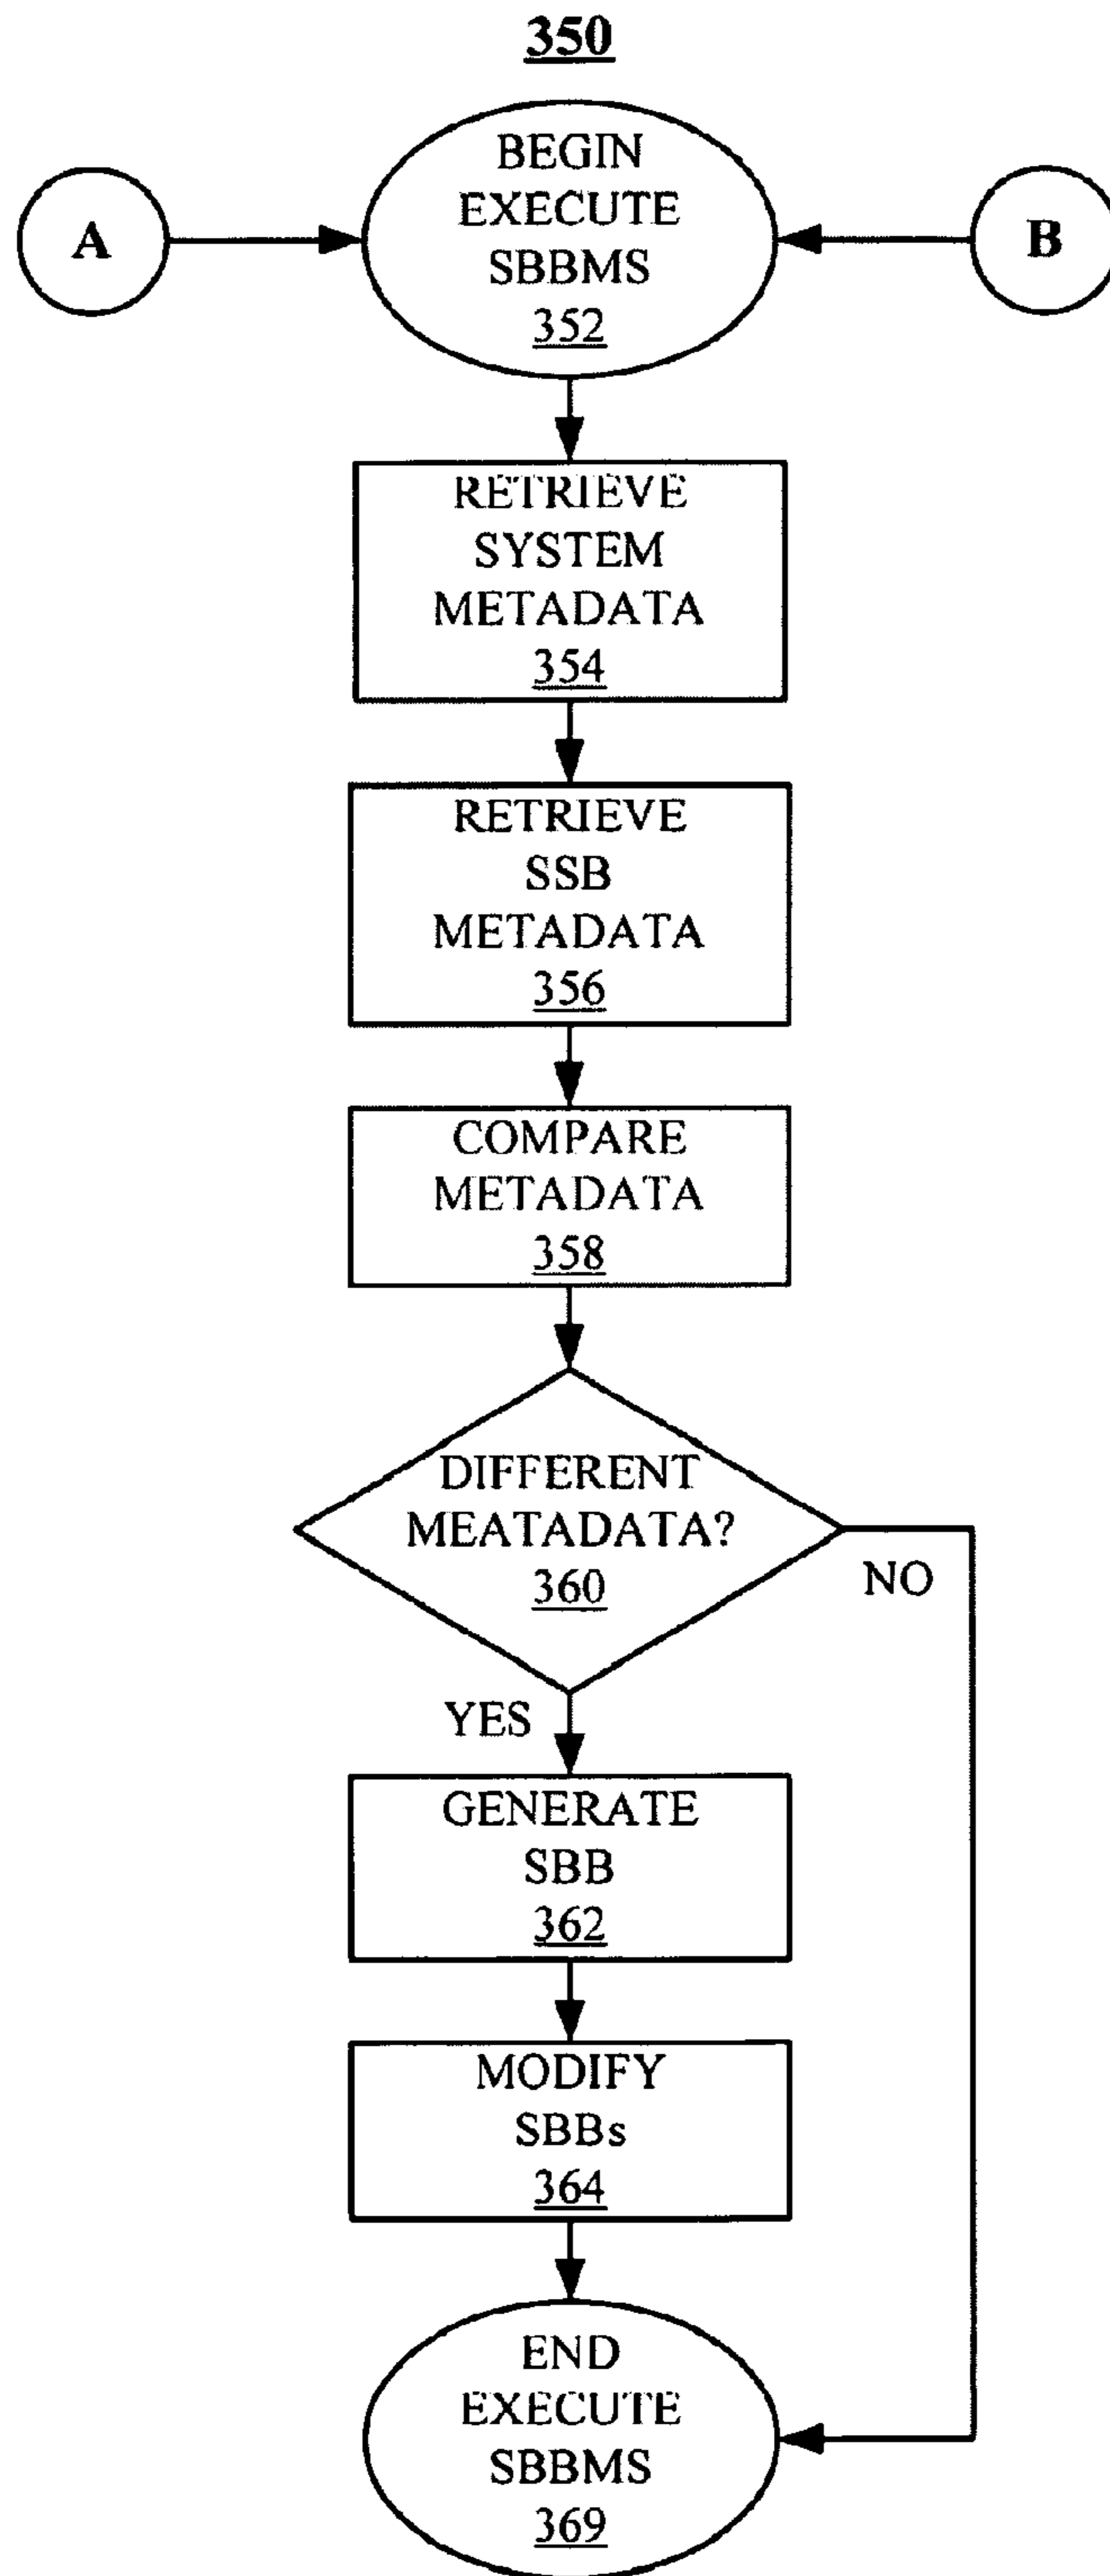 350
BEGIN
EXECUTE
SBBMS
352
A
B
RETRIEVE
SYSTEM
METADATA
354
RETRIEVE
SSB
METADATA
356
COMPARE
METADATA
358
DIFFERENT
MEATADATA?
360
NO
YES
GENERATE
SBB
362
MODIFY
SBBs
364
END
EXECUTE
SBBMS
369